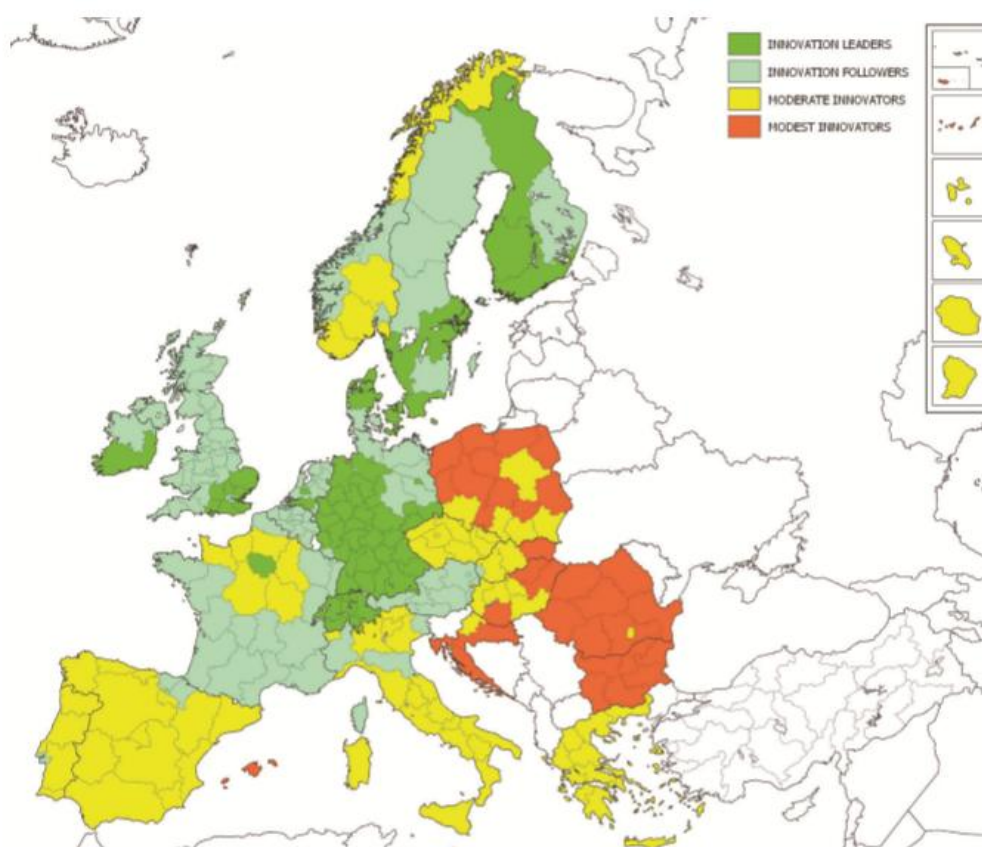 INNOVATION LEADERS
INNOVATION FOLLOWERS
MODERATE INNOVATORS
MODEST INNOVATORS